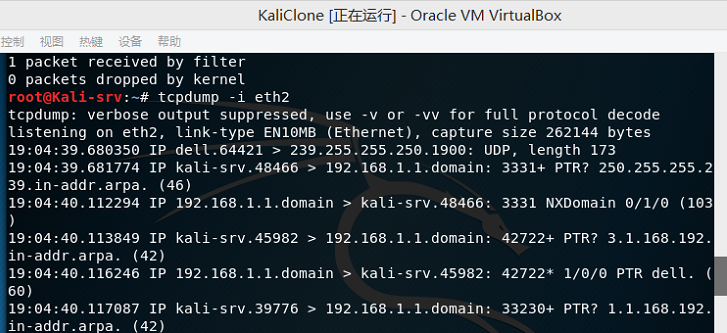 KaliClone [正在运行] - Oracle VM VirtualBox
控制 视图 热键 设备 帮助
1 packet received by filter
0 packets dropped by kernel
root@Kali-srv:~# tcpdump -i eth2
tcpdump: verbose output suppressed, use -v or -vv for full protocol decode
listening on eth2, link-type EN10MB (Ethernet), capture size 262144 bytes
19:04:39.680350 IP dell.64421 > 239.255.255.250.1900: UDP, length 173
19:04:39.681774 IP kali-srv.48466 > 192.168.1.1.domain: 3331+ PTR? 250.255.255.2
39.in-addr.arpa. (46)
19:04:40.112294 IP 192.168.1.1.domain > kali-srv.48466: 3331 NXDomain 0/1/0 (103
)
19:04:40.113849 IP kali-srv.45982 > 192.168.1.1.domain: 42722+ PTR? 3.1.168.192.
in-addr.arpa. (42)
19:04:40.116246 IP 192.168.1.1.domain > kali-srv.45982: 42722* 1/0/0 PTR dell. (
60)
19:04:40.117087 IP kali-srv.39776 > 192.168.1.1.domain: 33230+ PTR? 1.1.168.192.
in-addr.arpa. (42)